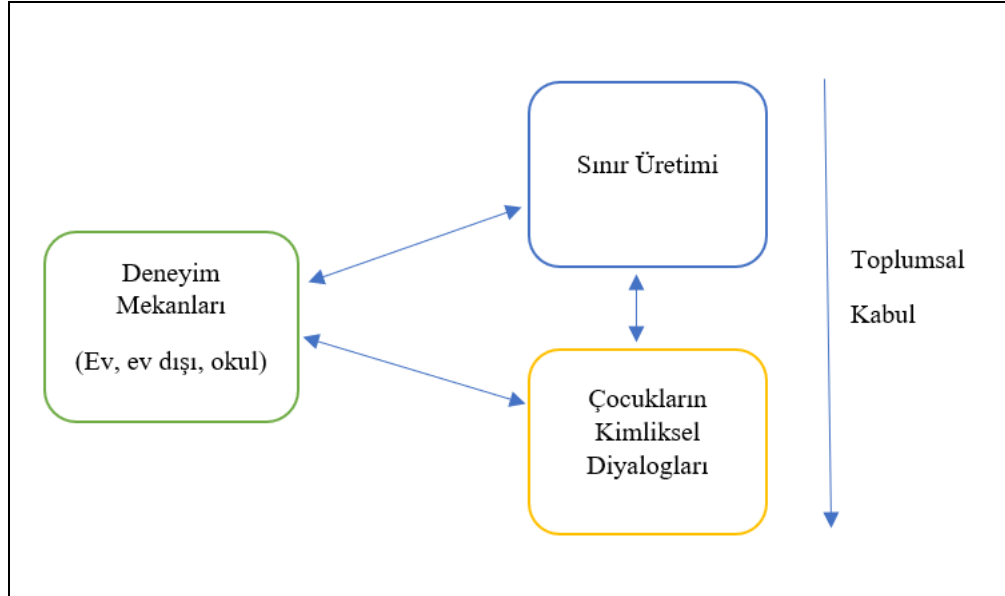 Sınır Üretimi
Deneyim
Mekanları
(Ev, ev dışı, okul)
Toplumsal
Kabul
Çocukların
Kimliksel
Diyalogları